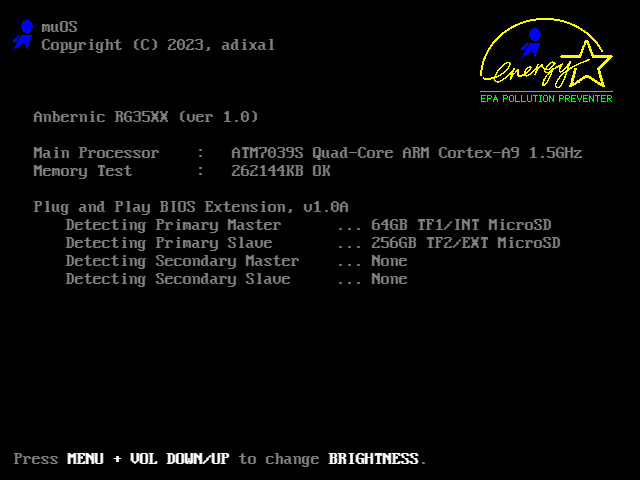 muOS
Copyright (C) 2023, adixal
energy
EPA POLLUTION PREVENTER
Anbernic RG35XX (ver 1.0)
Main Processor : ATM7039S Quad-Core ARM Cortex-A9 1.5GHz
Memory Test : 262144KB OK
Plug and Play BIOS Extension, v1.0A
Detecting Primary Master ... 64GB TF1/INT MicroSD
Detecting Primary Slave ... 256GB TF2/EXT MicroSD
Detecting Secondary Master ... None
Detecting Secondary Slave ... None
Press MENU + VOL DOWN/UP to change BRIGHTNESS.